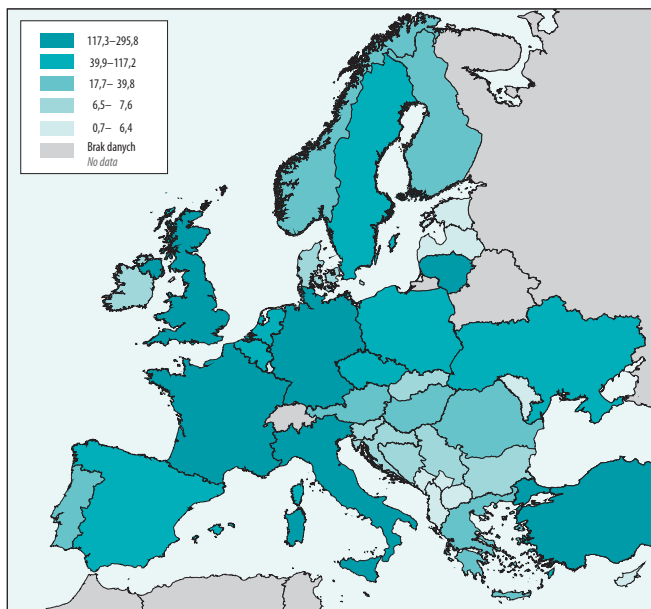 117,3–295,8
39,9–117,2
17,7– 39,8
6,5– 7,6
0,7– 6,4
Brak danych
No data